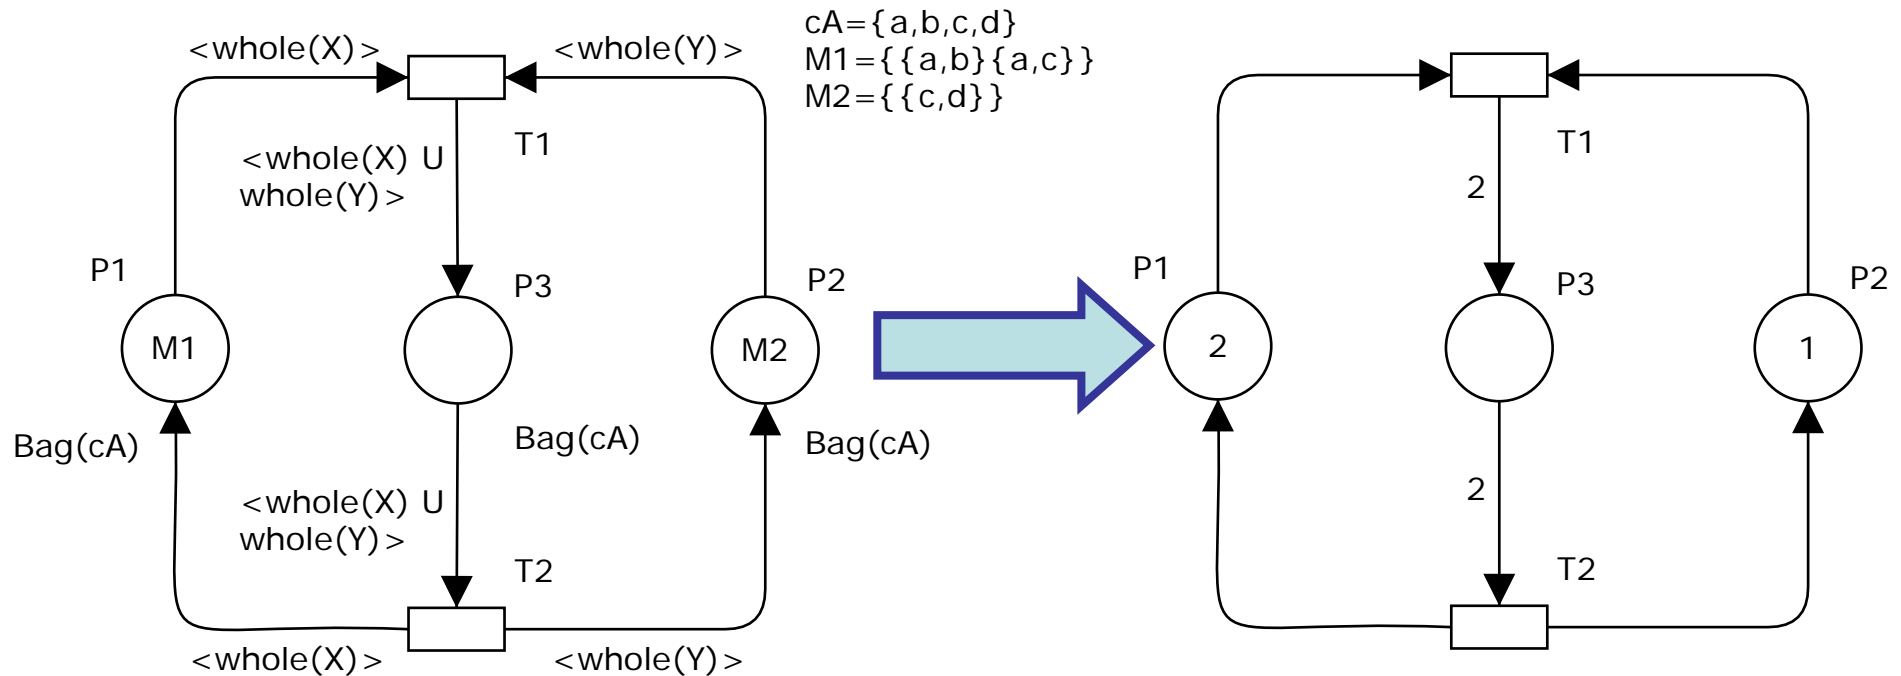 <whole(X)>
<whole(Y)>
cA={a,b,c,d}
M1={{a,b}{a,c}}
M2={{c,d}}
T1
<whole(X) U
whole(Y)>
P1
P3
P2
M1
M2
Bag(cA)
Bag(cA)
Bag(cA)
<whole(X) U
whole(Y)>
T2
<whole(X)>
<whole(Y)>
T1
2
P1
P3
P2
2
1
2
T2